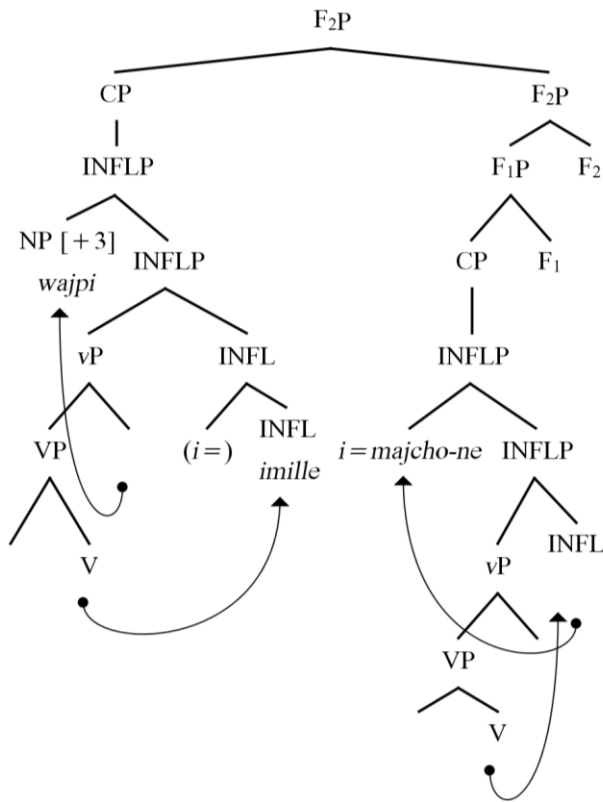 F₂P
CP F₂P
INFLP F₁P F₂
NP [+3] INFLP CP F₁
wajpi
vP INFL INFLP
VP (i=) INFL i=majcho-ne INFLP
imille
V vP INFL
VP
V